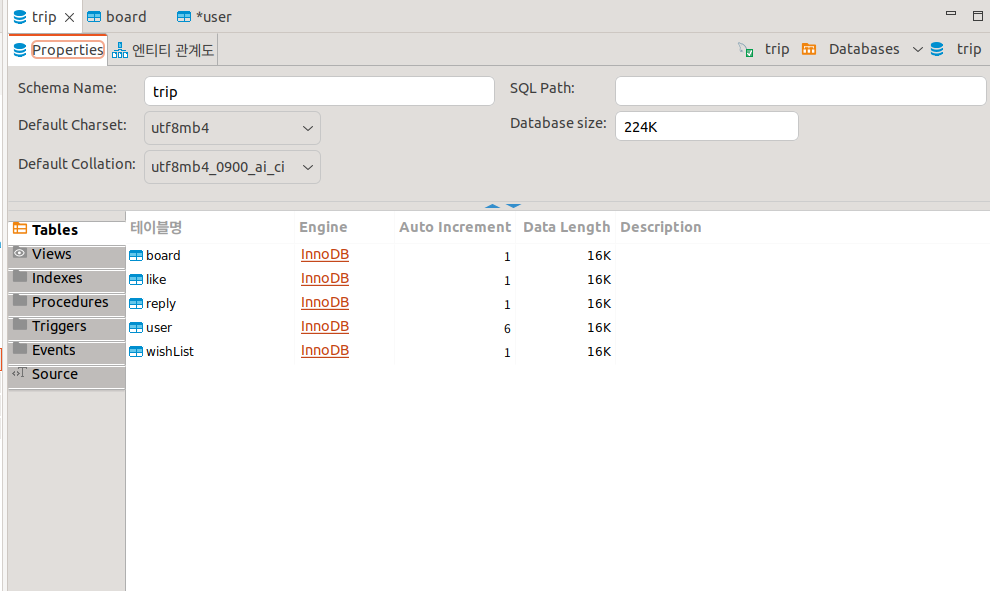 trip board *user
Properties 엔티티 관계도 trip Databases trip
Schema Name: trip SQL Path:
Default Charset: utf8mb4 Database size: 224K
Default Collation: utf8mb4_0900_ai_ci
Tables 테이블명 Engine Auto Increment Data Length Description
Views board InnoDB 1 16K
Indexes like InnoDB 1 16K
Procedures reply InnoDB 1 16K
Triggers user InnoDB 6 16K
Events wishList InnoDB 1 16K
Source